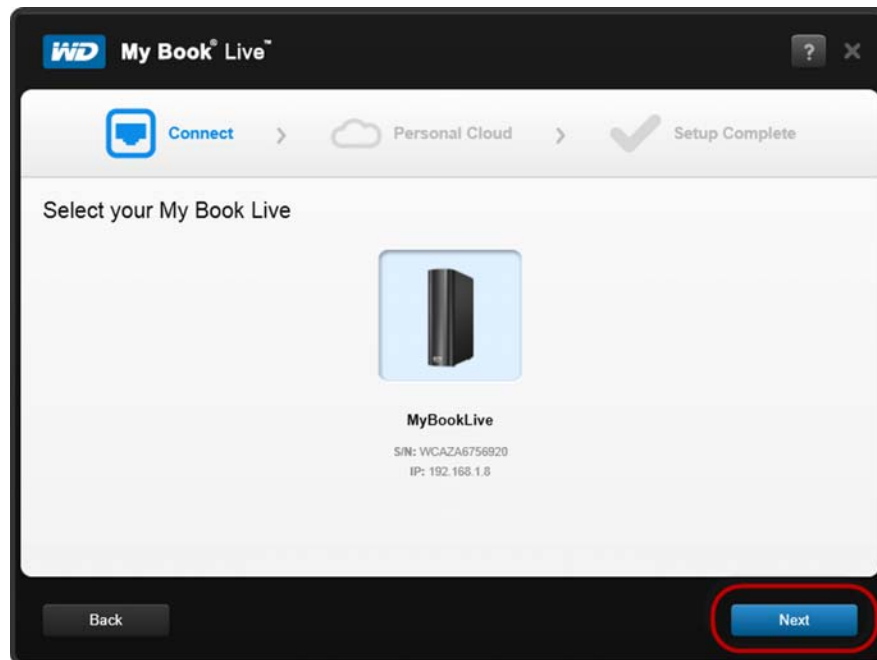 WD My Book® Live™ ?
Connect > Personal Cloud > Setup Complete
Select your My Book Live
MyBookLive
S/N: WCAZA6756920
IP: 192.168.1.8
Back Next